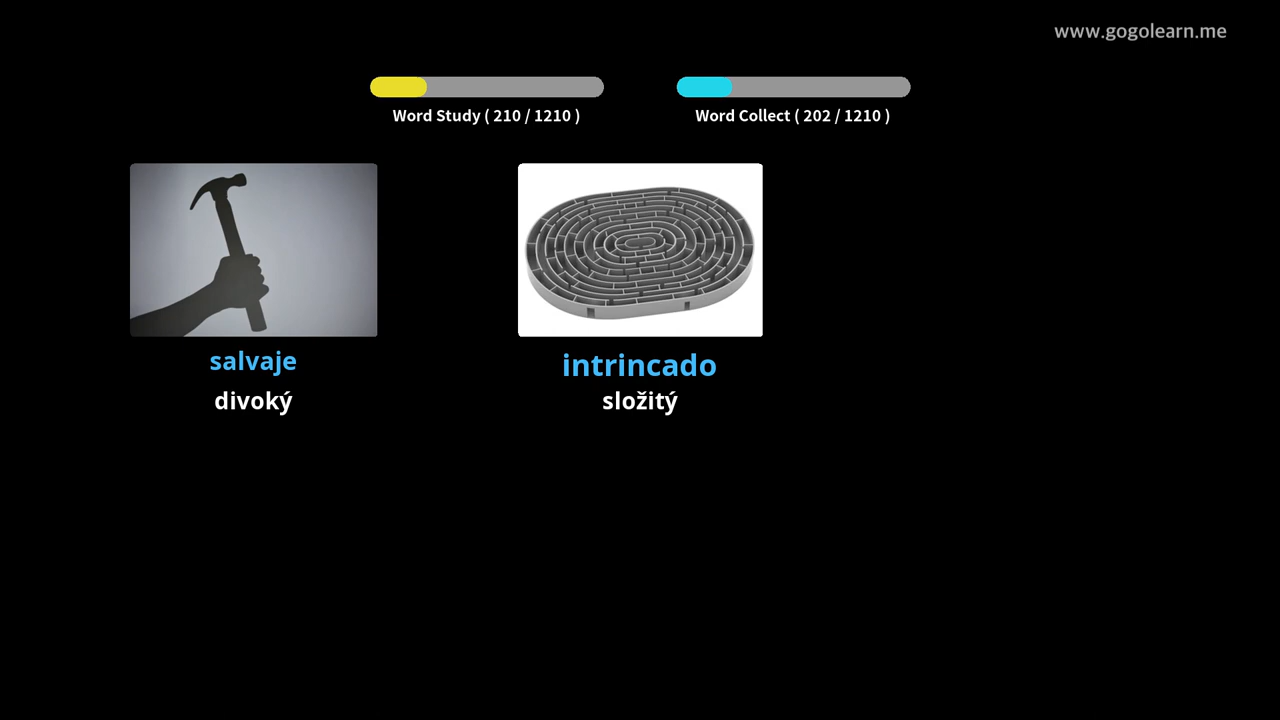 www.gogolearn.me
Word Study ( 210 / 1210 )
Word Collect ( 202 / 1210 )
salvaje
divoký
intrincado
složitý